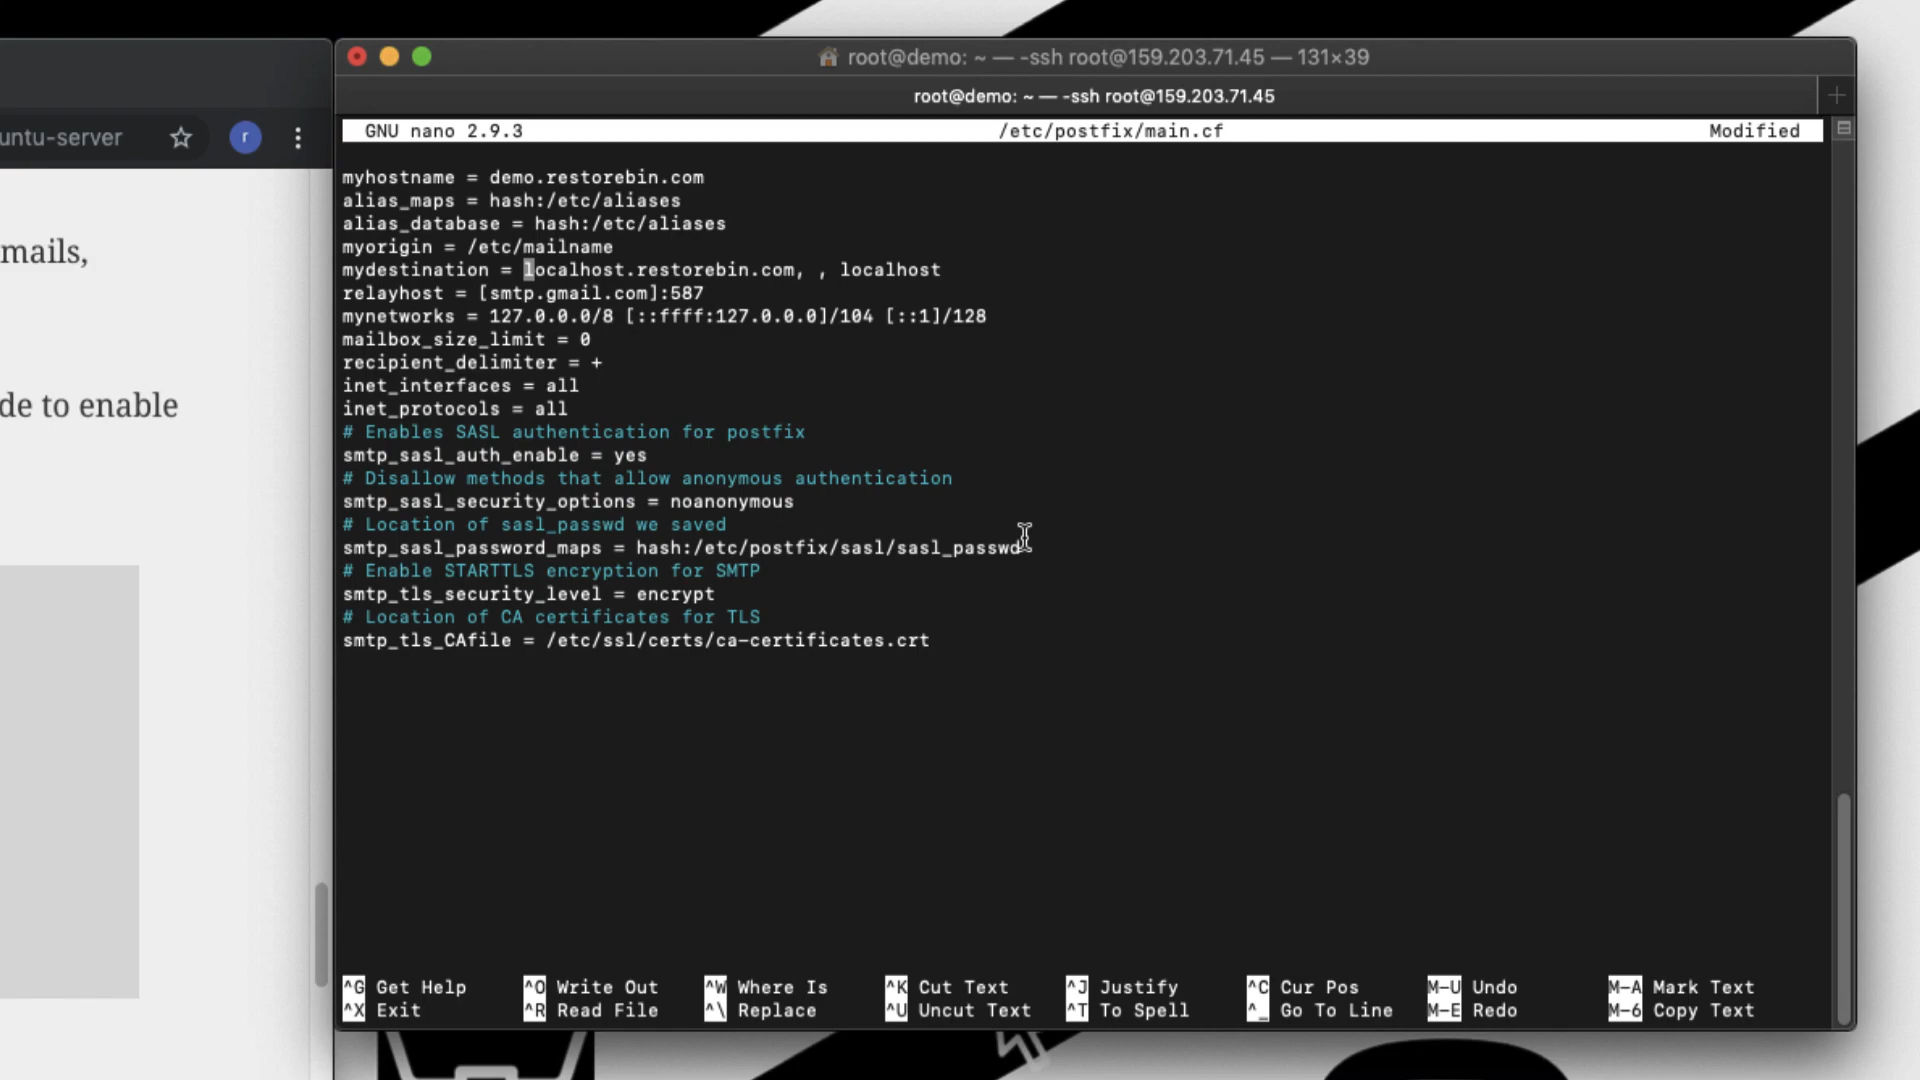 root@demo: ~ — -ssh root@159.203.71.45 — 131×39
root@demo: ~ — -ssh root@159.203.71.45
untu-server
r
mails,
de to enable
GNU nano 2.9.3 /etc/postfix/main.cf Modified
myhostname = demo.restorebin.com
alias_maps = hash:/etc/aliases
alias_database = hash:/etc/aliases
myorigin = /etc/mailname
mydestination = localhost.restorebin.com, , localhost
relayhost = [smtp.gmail.com]:587
mynetworks = 127.0.0.0/8 [::ffff:127.0.0.0]/104 [::1]/128
mailbox_size_limit = 0
recipient_delimiter = +
inet_interfaces = all
inet_protocols = all
# Enables SASL authentication for postfix
smtp_sasl_auth_enable = yes
# Disallow methods that allow anonymous authentication
smtp_sasl_security_options = noanonymous
# Location of sasl_passwd we saved
smtp_sasl_password_maps = hash:/etc/postfix/sasl/sasl_passwd
# Enable STARTTLS encryption for SMTP
smtp_tls_security_level = encrypt
# Location of CA certificates for TLS
smtp_tls_CAfile = /etc/ssl/certs/ca-certificates.crt
^G Get Help ^O Write Out ^W Where Is ^K Cut Text ^J Justify ^C Cur Pos M-U Undo M-A Mark Text
^X Exit ^R Read File ^\ Replace ^U Uncut Text ^T To Spell ^_ Go To Line M-E Redo M-6 Copy Text